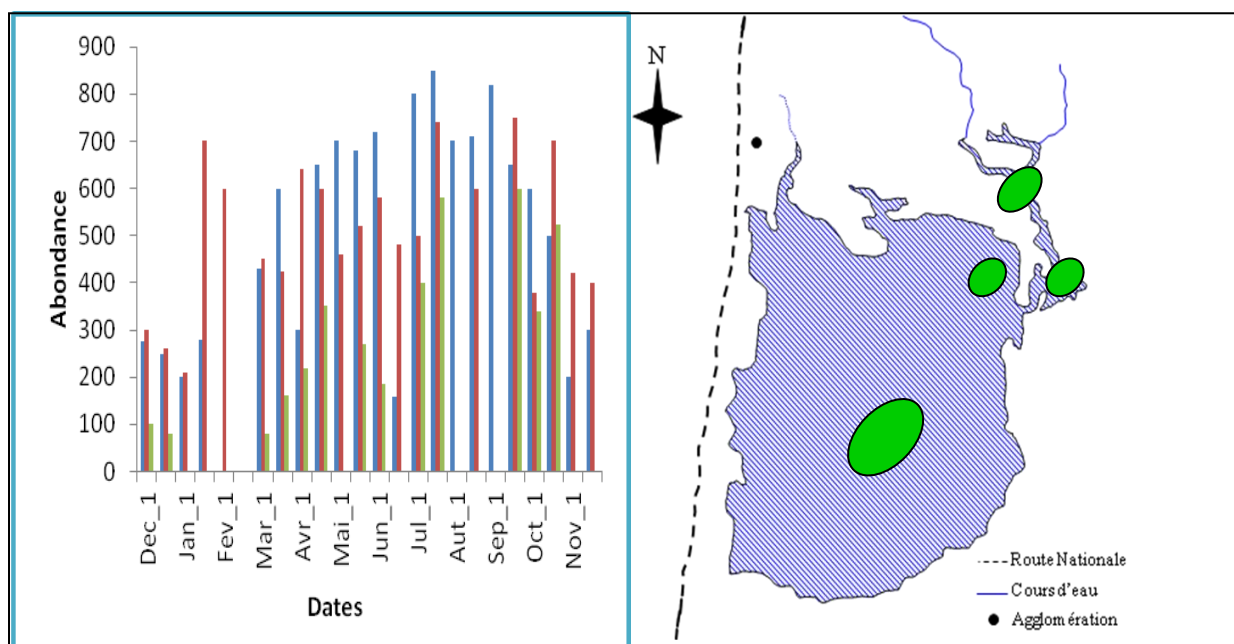 900
800
700
600
500
400
300
200
100
0
Abondance
Dec_1
Jan_1
Fev_1
Mar_1
Avr_1
Mai_1
Jun_1
Jul_1
Aut_1
Sep_1
Oct_1
Nov_1
Dates
N
Route Nationale
Cours d'eau
Agglomération